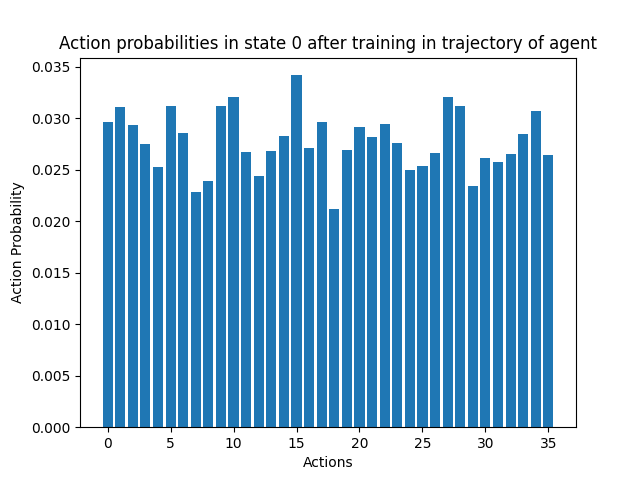 Action probabilities in state 0 after training in trajectory of agent
0.035
0.030
0.025
0.020
0.015
0.010
0.005
0.000
Action Probability
0 5 10 15 20 25 30 35
Actions